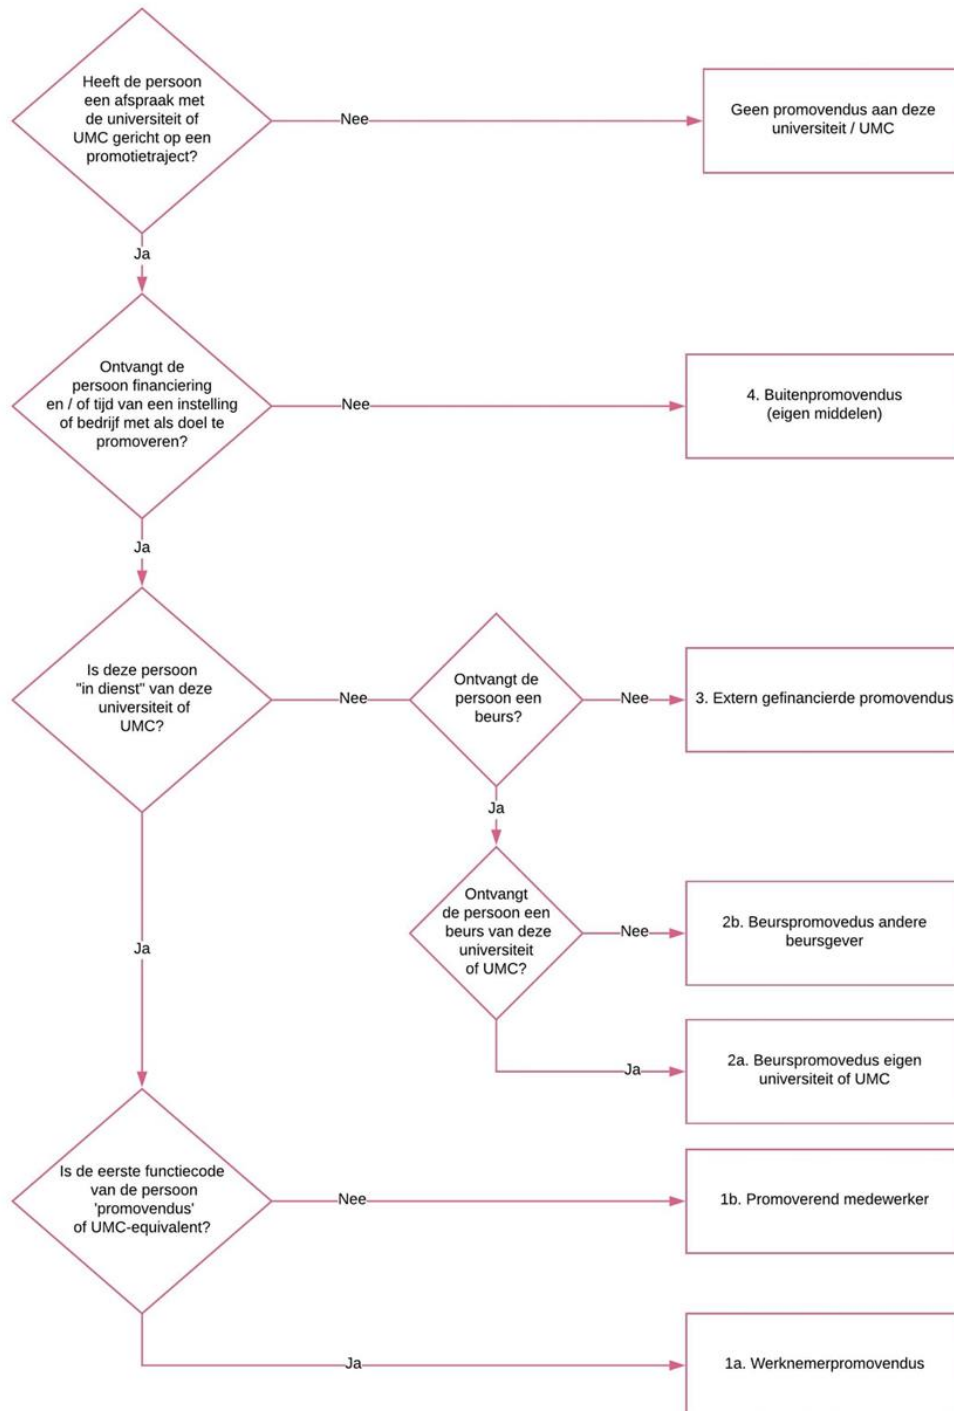 Heeft de persoon
een afspraak met
de universiteit of
UMC gericht op een
promotietraject?
Nee
Geen promovendus aan deze
universiteit / UMC
Ja
Ontvangt de
persoon financiering
en / of tijd van een instelling
of bedrijf met als doel te
promoveren?
Nee
4. Buitenpromovendus
(eigen middelen)
Ja
Is deze persoon
"in dienst" van deze
universiteit of
UMC?
Nee
Ontvangt de
persoon een
beurs?
Nee
3. Extern gefinancierde promovendus
Ja
Ontvangt
de persoon een
beurs van deze
universiteit
of UMC?
Nee
2b. Beurspromovedus andere
beursgever
Ja
2a. Beurspromovedus eigen
universiteit of UMC
Ja
Is de eerste functiecode
van de persoon
'promovendus'
of UMC-equivalent?
Nee
1b. Promoverend medewerker
Ja
1a. Werknemerpromovendus